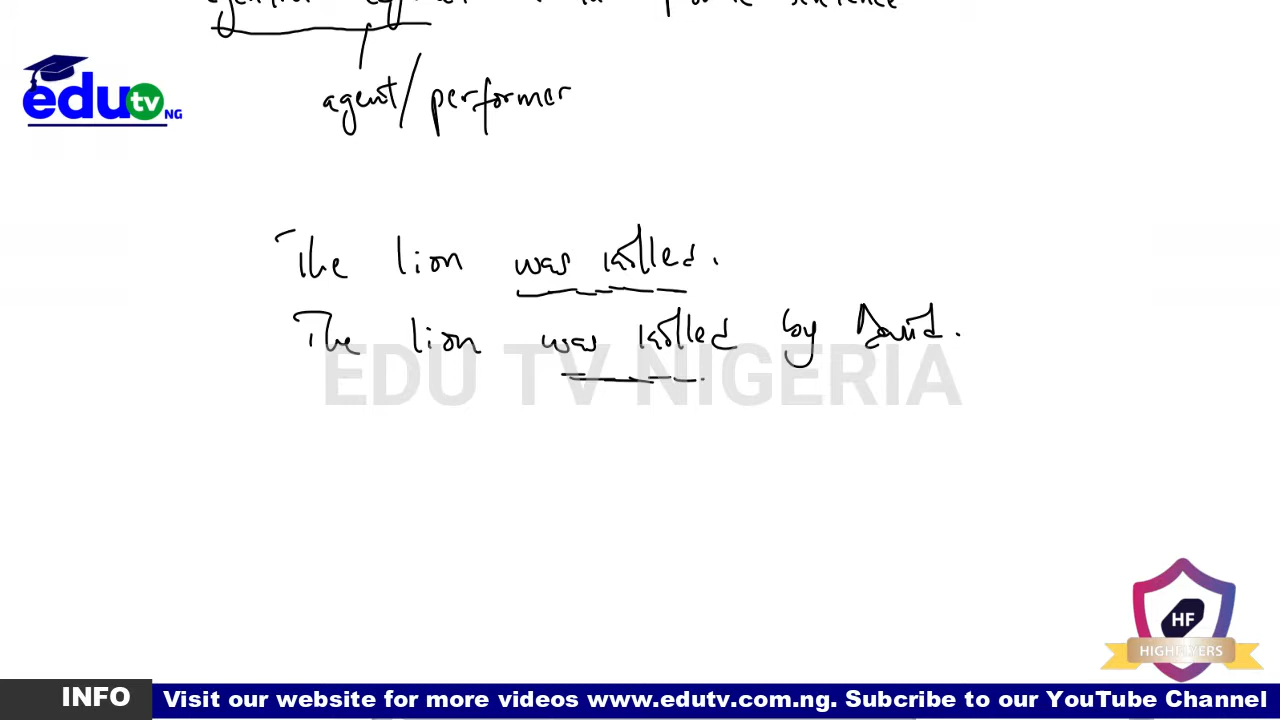 sentence
edu tv NG
agent/performer
The lion was killed.
The lion was killed by David.
EDU TV NIGERIA
HF
HIGHFLYERS
INFO Visit our website for more videos www.edutv.com.ng. Subcribe to our YouTube Channel